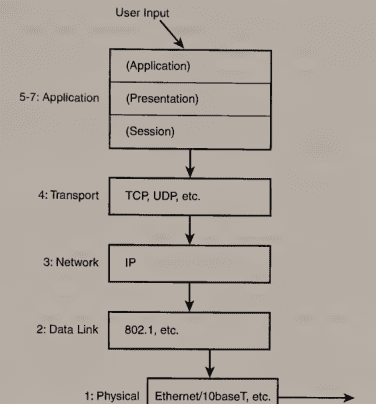 User Input
(Application)
5-7: Application
(Presentation)
(Session)
4: Transport
TCP, UDP, etc.
3: Network
IP
2: Data Link
802.1, etc.
1: Physical
Ethernet/10baseT, etc.